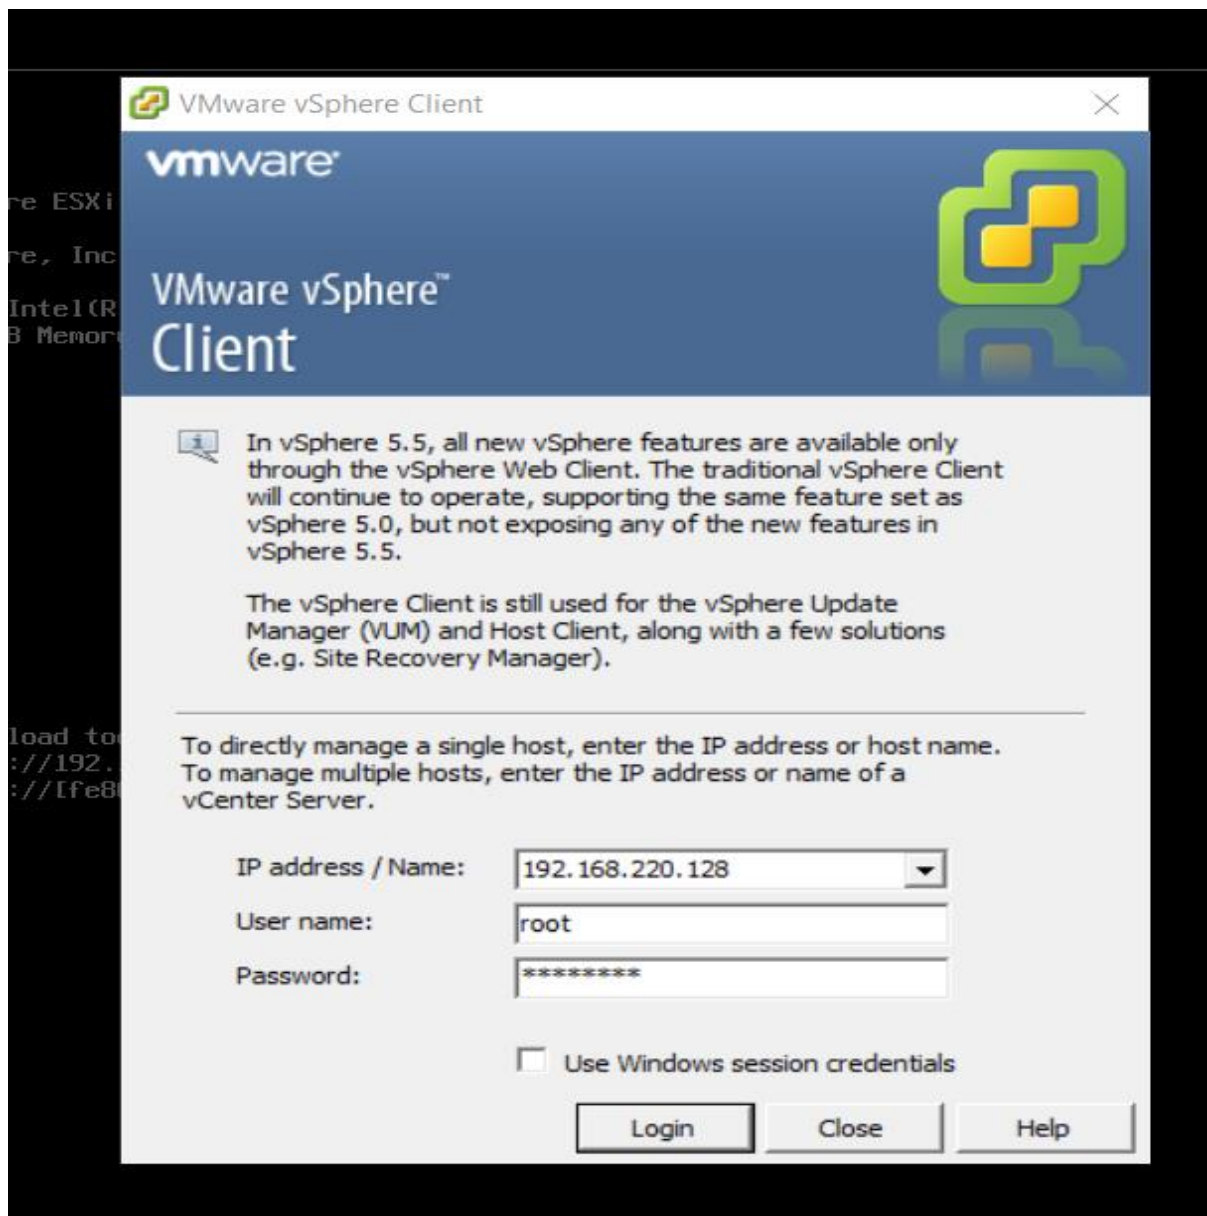 VMware vSphere Client
vmware
re ESXi
re, Inc
VMware vSphere™
Client
Intel(R
B Memor
In vSphere 5.5, all new vSphere features are available only
through the vSphere Web Client. The traditional vSphere Client
will continue to operate, supporting the same feature set as
vSphere 5.0, but not exposing any of the new features in
vSphere 5.5.
The vSphere Client is still used for the vSphere Update
Manager (VUM) and Host Client, along with a few solutions
(e.g. Site Recovery Manager).
load to
://192.
://[fe8
To directly manage a single host, enter the IP address or host name.
To manage multiple hosts, enter the IP address or name of a
vCenter Server.
IP address / Name: 192.168.220.128
User name: root
Password: ********
Use Windows session credentials
Login Close Help